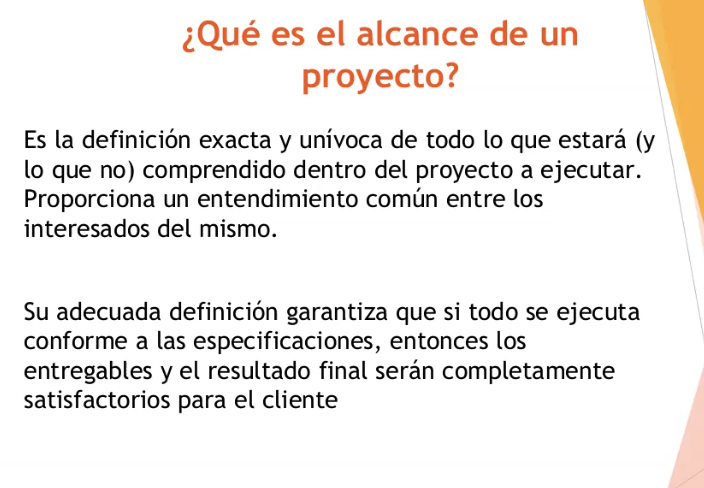 ¿Qué es el alcance de un
proyecto?
Es la definición exacta y unívoca de todo lo que estará (y
lo que no) comprendido dentro del proyecto a ejecutar.
Proporciona un entendimiento común entre los
interesados del mismo.
Su adecuada definición garantiza que si todo se ejecuta
conforme a las especificaciones, entonces los
entregables y el resultado final serán completamente
satisfactorios para el cliente